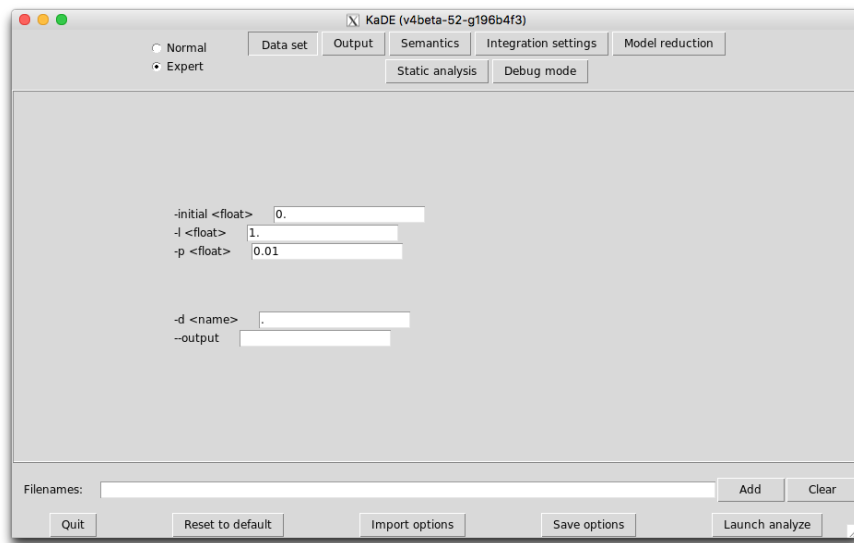 KaDE (v4beta-52-g196b4f3)
Normal
Expert
Data set Output Semantics Integration settings Model reduction
Static analysis Debug mode
-initial <float> 0.
-l <float> 1.
-p <float> 0.01
-d <name> .
--output
Filenames: Add Clear
Quit Reset to default Import options Save options Launch analyze